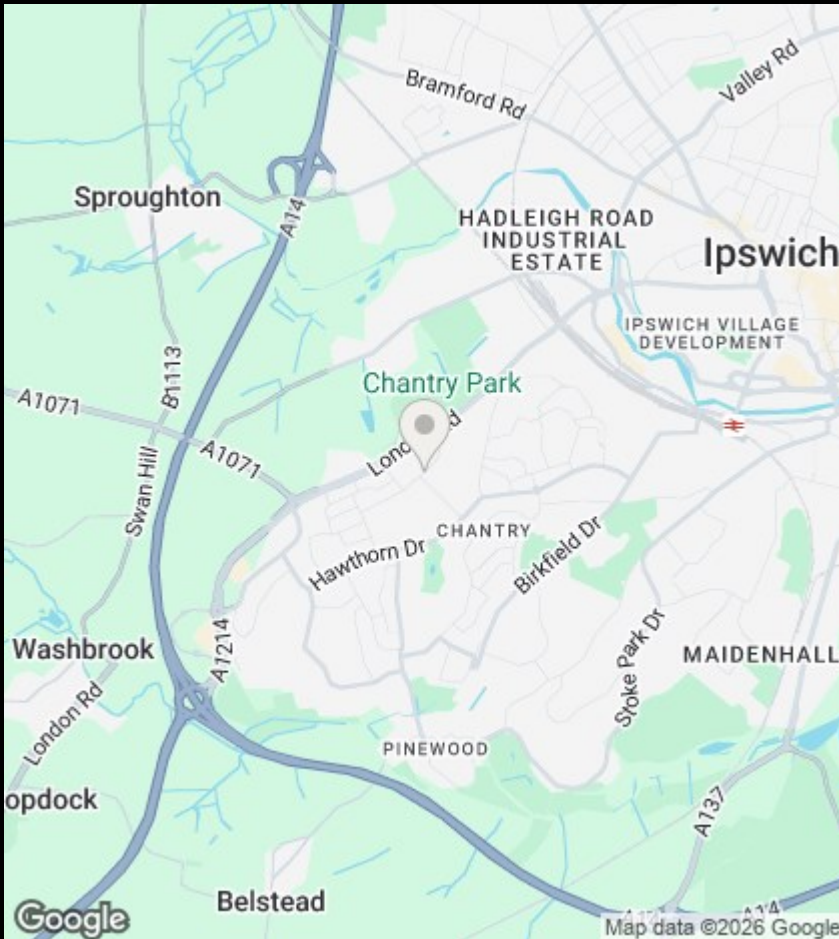 Bramford Rd
Valley Rd
Sproughton
A14
HADLEIGH ROAD
INDUSTRIAL
ESTATE
Ipswich
IPSWICH VILLAGE
DEVELOPMENT
B1113
Chantry Park
A1071
A1071
Swan Hill
CHANTRY
Hawthorn Dr
Birkfield Dr
Washbrook
A1214
Stoke Park Dr
MAIDENHALL
London Rd
PINEWOOD
opdock
A137
Belstead
A14
Google
Map data ©2026 Google